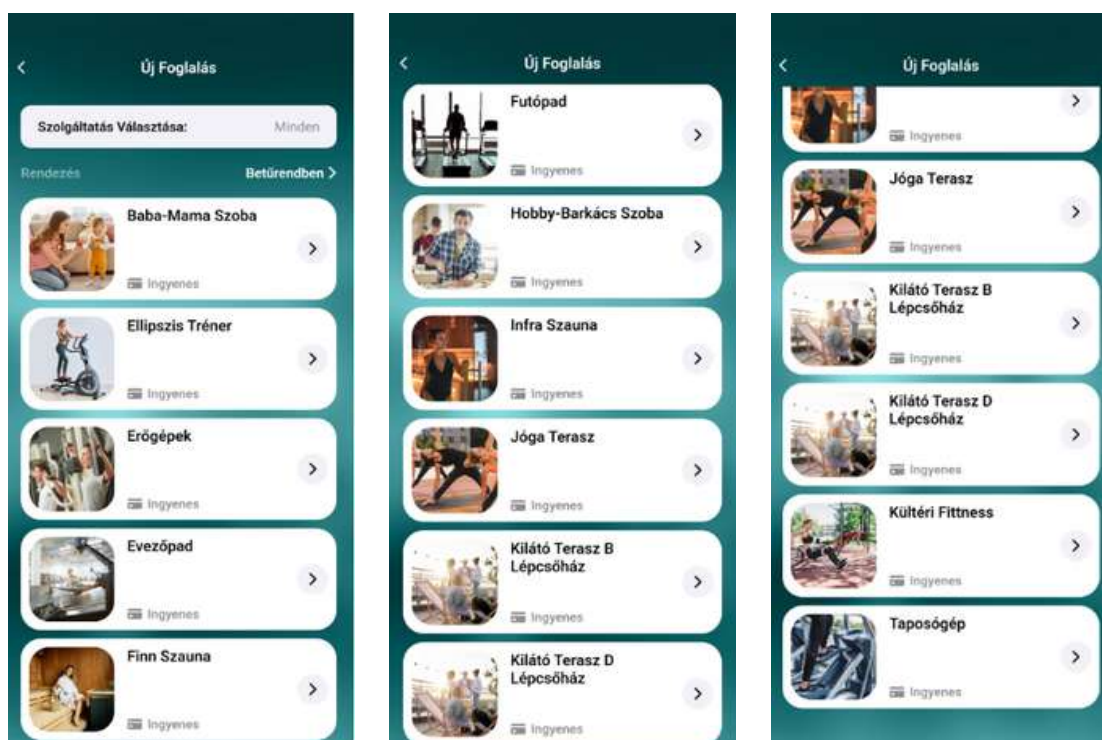 Új Foglalás
Szolgáltatás Választása: Minden
Rendezés Betűrendben
Baba-Mama Szoba
Ingyenes
Ellipszis Tréner
Ingyenes
Erőgépek
Ingyenes
Evezőpad
Ingyenes
Finn Szauna
Ingyenes
Új Foglalás
Futópad
Ingyenes
Hobby-Barkács Szoba
Ingyenes
Infra Szauna
Ingyenes
Jóga Terasz
Ingyenes
Kilátó Terasz B
Lépcsőház
Ingyenes
Kilátó Terasz D
Lépcsőház
Ingyenes
Új Foglalás
Ingyenes
Jóga Terasz
Ingyenes
Kilátó Terasz B
Lépcsőház
Ingyenes
Kilátó Terasz D
Lépcsőház
Ingyenes
Kültéri Fittness
Ingyenes
Taposógép
Ingyenes